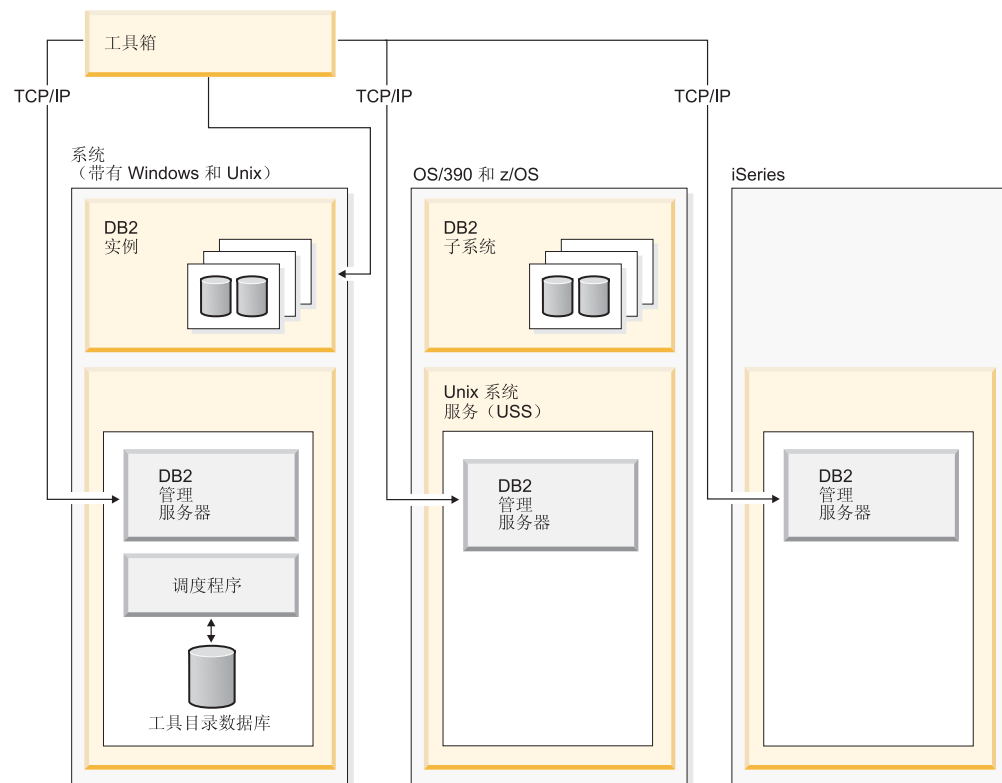 工具箱
TCP/IP
TCP/IP
TCP/IP
系统
（带有 Windows 和 Unix）
OS/390 和 z/OS
iSeries
DB2
实例
DB2
子系统
Unix 系统
服务（USS）
DB2
管理
服务器
DB2
管理
服务器
DB2
管理
服务器
调度程序
工具目录数据库